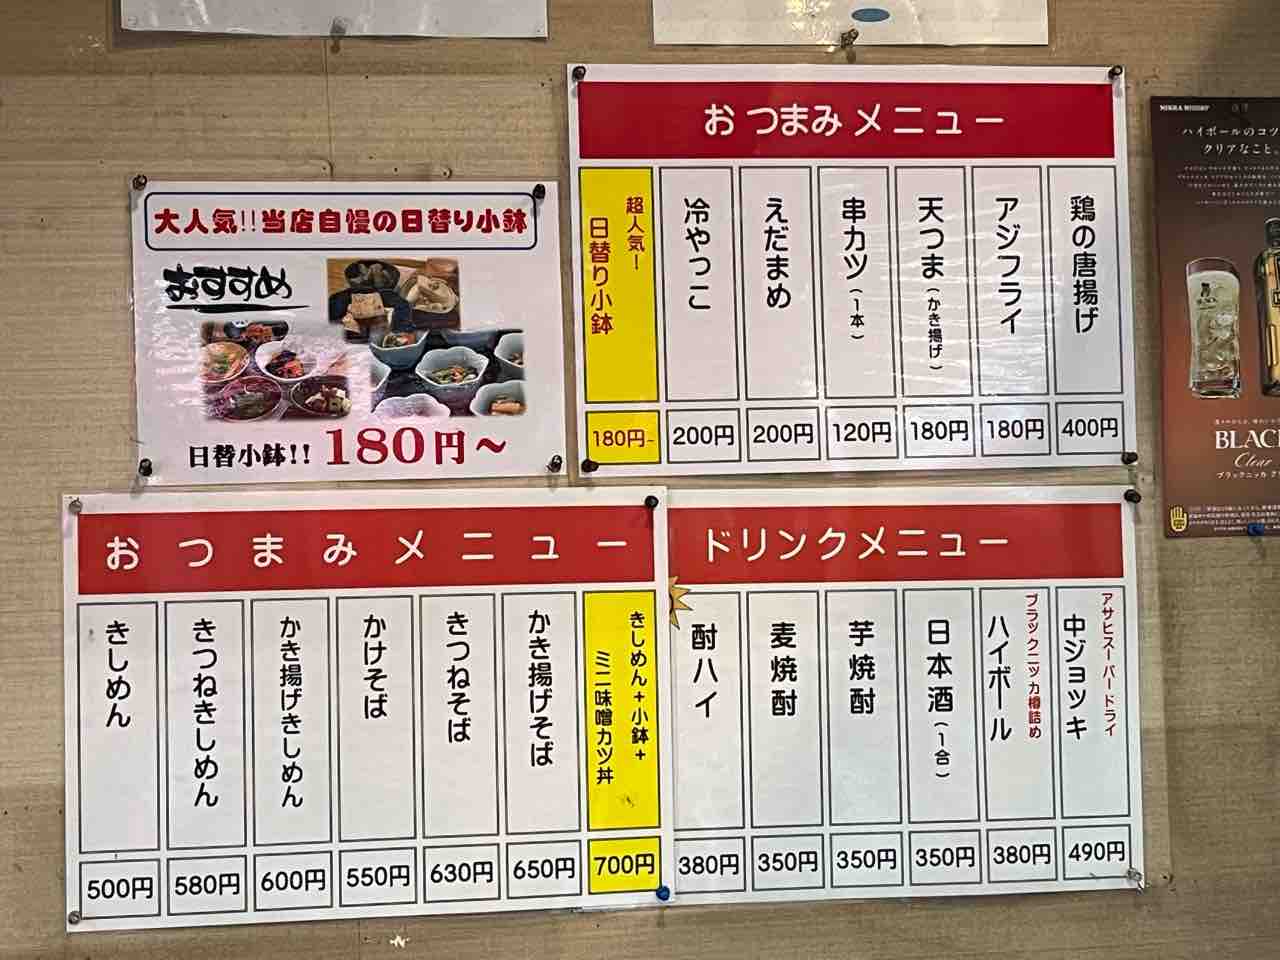 大人気!!当店自慢の日替り小鉢
おすすめ
日替小鉢!! 180円～
おつまみメニュー
鶏の唐揚げ
400円
アジフライ
180円
天つま(かき揚げ)
180円
串カツ(1本)
120円
えだまめ
200円
冷やっこ
200円
超人気!
日替り小鉢
180円~
おつまみメニュー
きしめん+小鉢+
ミニ味噌カツ丼
700円
かき揚げそば
650円
きつねそば
630円
かけそば
550円
かき揚げきしめん
600円
きつねきしめん
580円
きしめん
500円
ドリンクメニュー
アサヒスーパードライ
中ジョッキ
490円
ブラックニッカ樽詰め
ハイボール
380円
日本酒(1合)
350円
芋焼酎
350円
麦焼酎
350円
酎ハイ
380円
NIKKA WHISKY
ハイボールのコツ
クリアなこと。
BLAC
Clear
ブラックニッカ ク